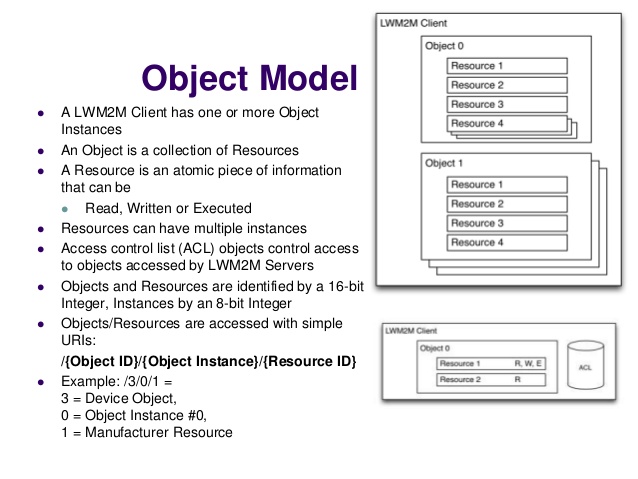 Object Model
A LWM2M Client has one or more Object
Instances
An Object is a collection of Resources
A Resource is an atomic piece of information
that can be
Read, Written or Executed
Resources can have multiple instances
Access control list (ACL) objects control access
to objects accessed by LWM2M Servers
Objects and Resources are identified by a 16-bit
Integer, Instances by an 8-bit Integer
Objects/Resources are accessed with simple
URIs:
/{Object ID}/{Object Instance}/{Resource ID}
Example: /3/0/1 =
3 = Device Object,
0 = Object Instance #0,
1 = Manufacturer Resource
LWM2M Client
Object 0
Resource 1
Resource 2
Resource 3
Resource 4
Object 1
Resource 1
Resource 2
Resource 3
Resource 4
LWM2M Client
Object 0
Resource 1 R, W, E
Resource 2 R
ACL